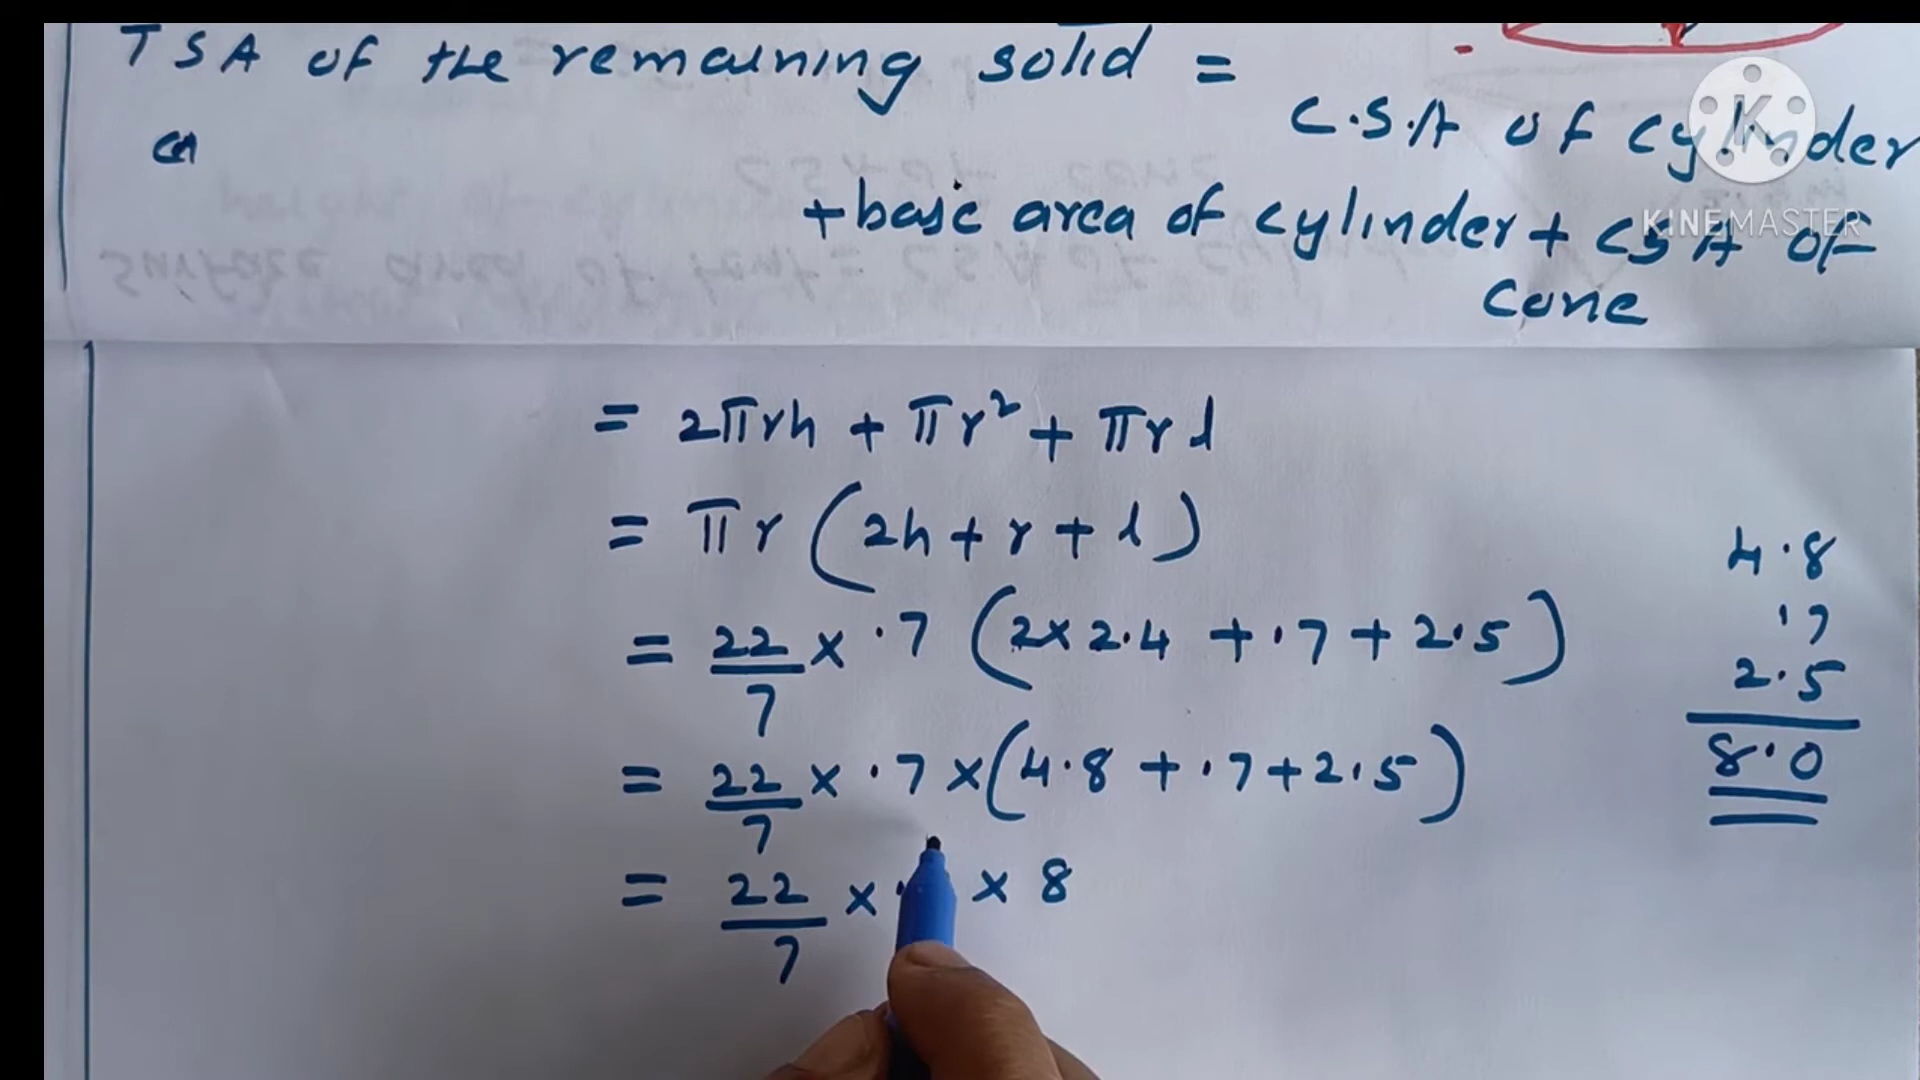 TSA of the remaining solid =
C.S.A of cylinder
+ base area of cylinder + CSA of
cone
KINEMASTER
= 2πrh + πr² + πrl
= πr (2h + r + l)
= 22/7 × .7 (2×2.4 + .7 + 2.5)
= 22/7 × .7 × (4.8 + .7 + 2.5)
= 22/7 × × 8
4.8
.7
2.5
8.0